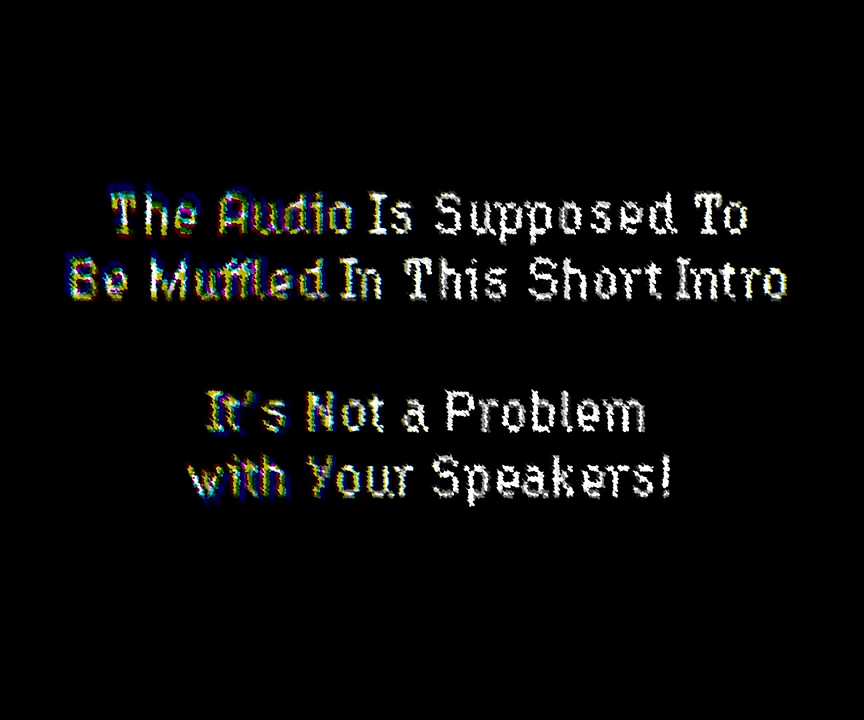 The Audio Is Supposed To
Be Muffled In This Short Intro
It's Not a Problem
with Your Speakers!